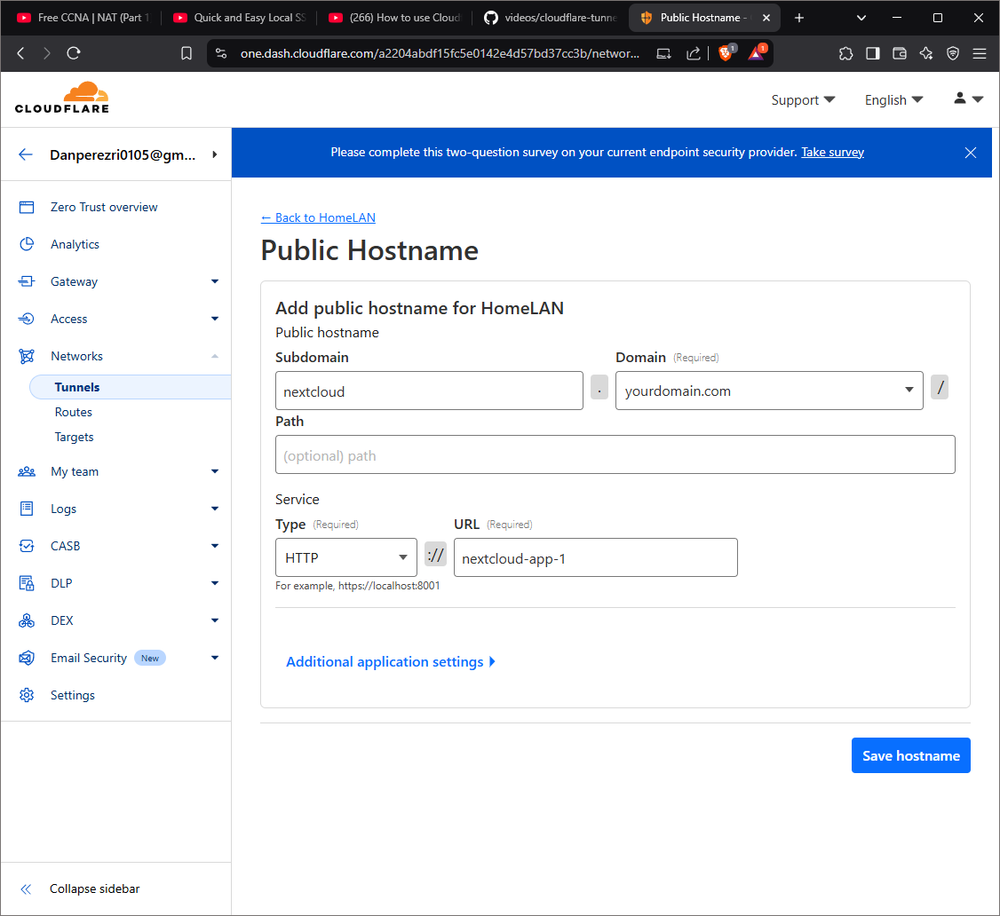 Free CCNA | NAT (Part 1
Quick and Easy Local SS
(266) How to use Cloudf
videos/cloudflare-tunne
Public Hostname -
one.dash.cloudflare.com/a2204abdf15fc5e0142e4d57bd37cc3b/networ...
1
1
CLOUDFLARE
Support
English
Danperezri0105@gm...
Please complete this two-question survey on your current endpoint security provider. Take survey
Zero Trust overview
Analytics
Gateway
Access
Networks
Tunnels
Routes
Targets
My team
Logs
CASB
DLP
DEX
Email Security New
Settings
Collapse sidebar
← Back to HomeLAN
Public Hostname
Add public hostname for HomeLAN
Public hostname
Subdomain
Domain (Required)
nextcloud
.
yourdomain.com
/
Path
(optional) path
Service
Type (Required)
URL (Required)
HTTP
://
nextcloud-app-1
For example, https://localhost:8001
Additional application settings
Save hostname